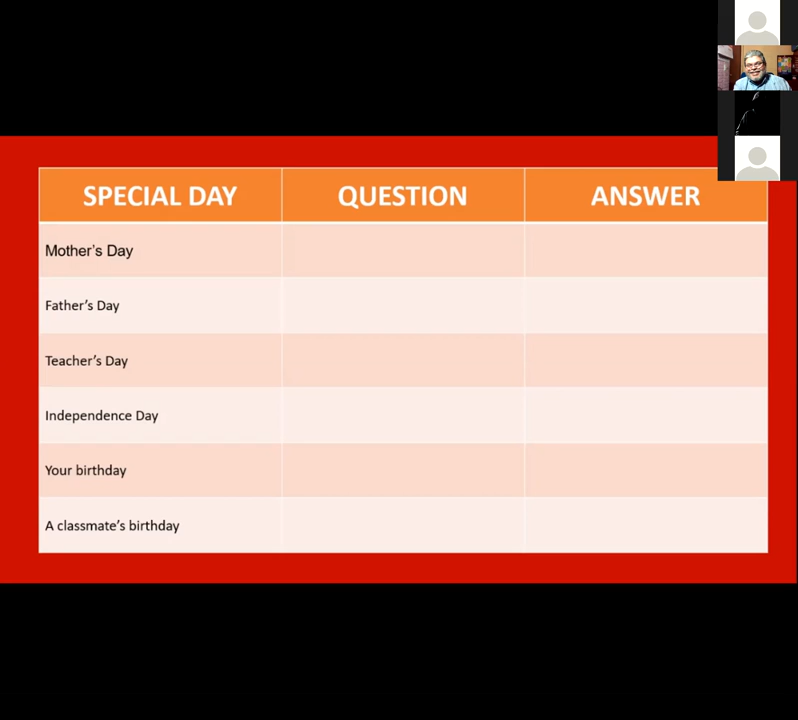 SPECIAL DAY QUESTION ANSWER
Mother's Day
Father's Day
Teacher's Day
Independence Day
Your birthday
A classmate's birthday